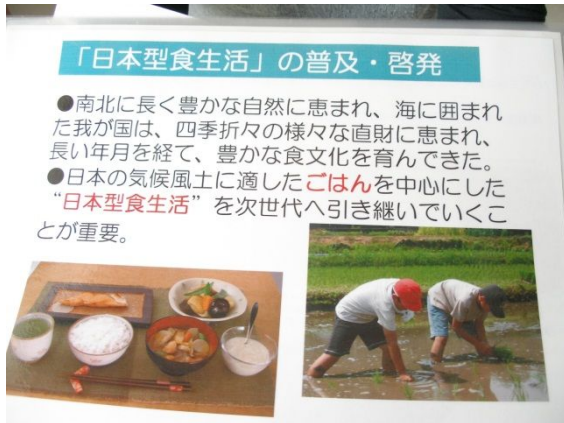 「日本型食生活」の普及・啓発
●南北に長く豊かな自然に恵まれ、海に囲まれ
た我が国は、四季折々の様々な直財に恵まれ、
長い年月を経て、豊かな食文化を育んできた。
●日本の気候風土に適したごはんを中心にした
“日本型食生活”を次世代へ引き継いでいくこ
とが重要。